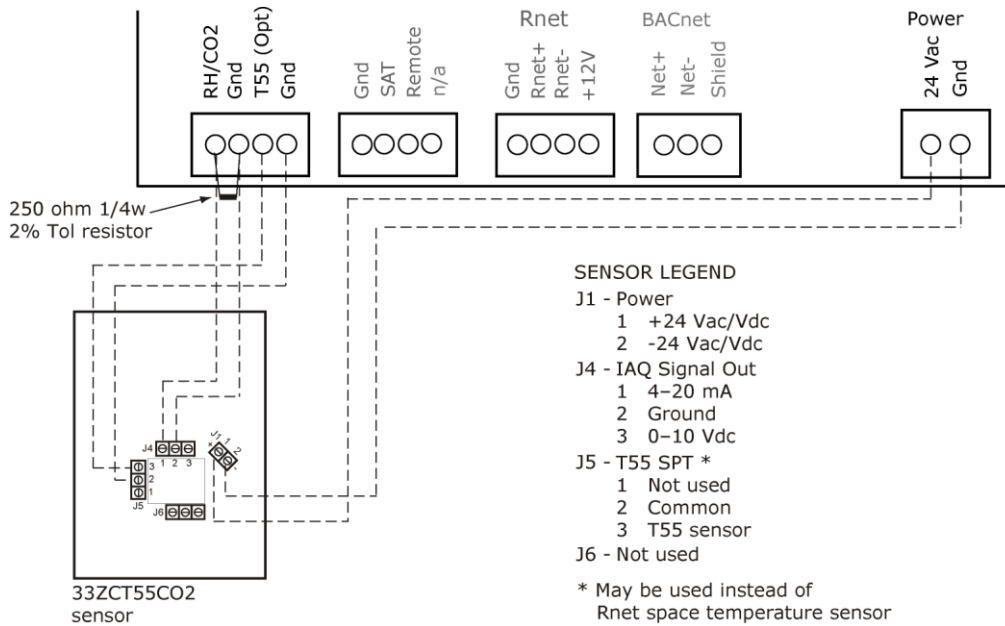 Rnet
BACnet
Power
RH/CO2
Gnd
T55 (Opt)
Gnd
Gnd
SAT
Remote
n/a
Gnd
Rnet+
Rnet-
+12V
Net+
Net-
Shield
24 Vac
Gnd
250 ohm 1/4w
2% Tol resistor
SENSOR LEGEND
J1 - Power
1 +24 Vac/Vdc
2 -24 Vac/Vdc
J4 - IAQ Signal Out
1 4–20 mA
2 Ground
3 0–10 Vdc
J5 - T55 SPT *
1 Not used
2 Common
3 T55 sensor
J6 - Not used
* May be used instead of
Rnet space temperature sensor
J4
1 2 3
J1
+ 1 2 -
3
2
1
J5
J6
33ZCT55CO2
sensor